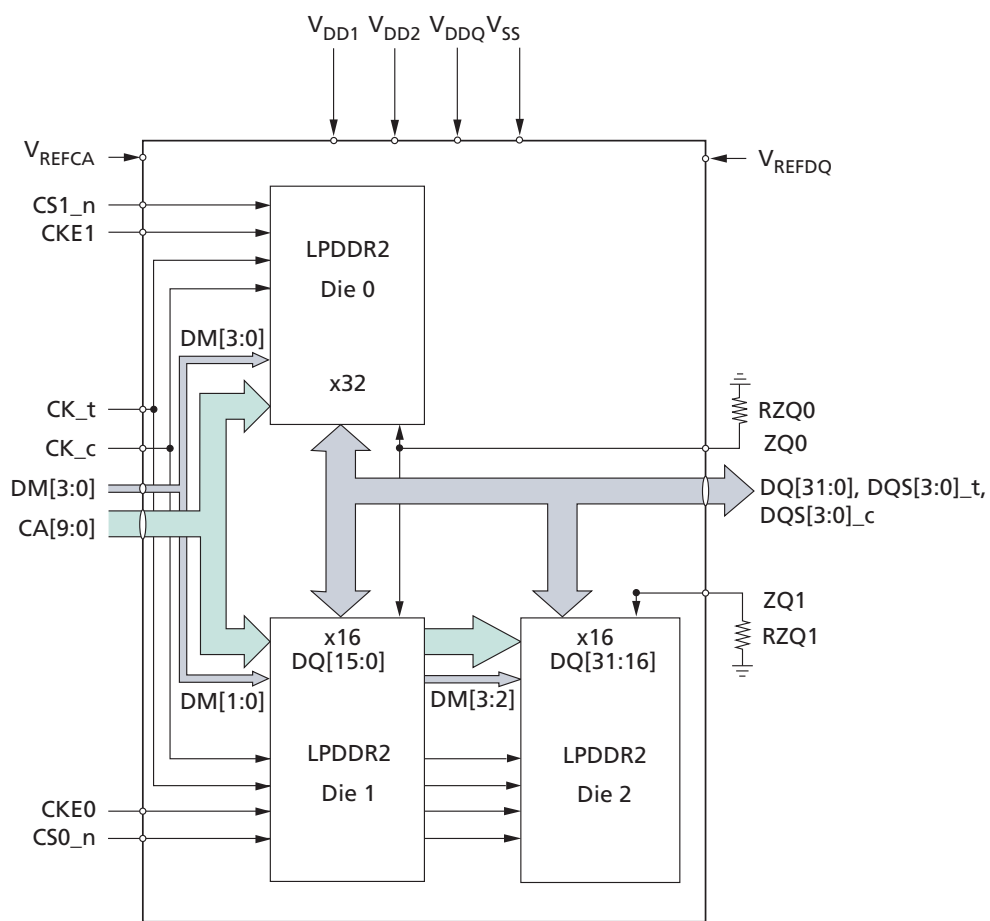 VDD1 VDD2 VDDQ VSS
VREFCA
VREFDQ
CS1_n
CKE1
LPDDR2
Die 0
DM[3:0]
x32
CK_t
RZQ0
CK_c
ZQ0
DM[3:0]
DQ[31:0], DQS[3:0]_t,
CA[9:0]
DQS[3:0]_c
ZQ1
x16
DQ[15:0]
x16
DQ[31:16]
RZQ1
DM[1:0]
DM[3:2]
LPDDR2
Die 1
LPDDR2
Die 2
CKE0
CS0_n